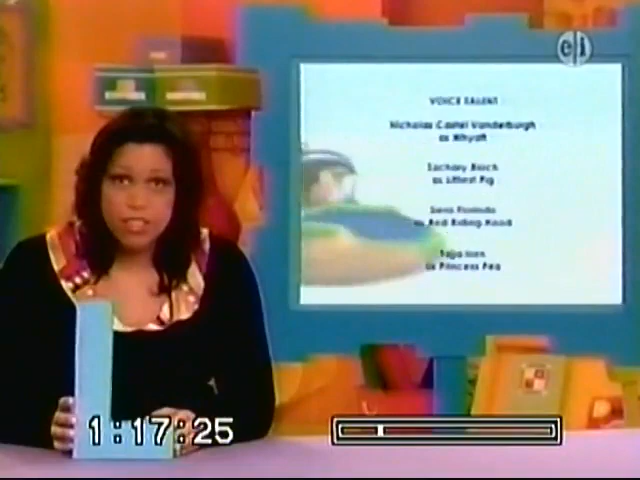 e/i
VOICE TALENT
Nicholas Castel Vanderburgh
as Whyatt
Zachary Bloch
as Littlest Pig
as Red Riding Hood
as Princess Pea
1:17:25